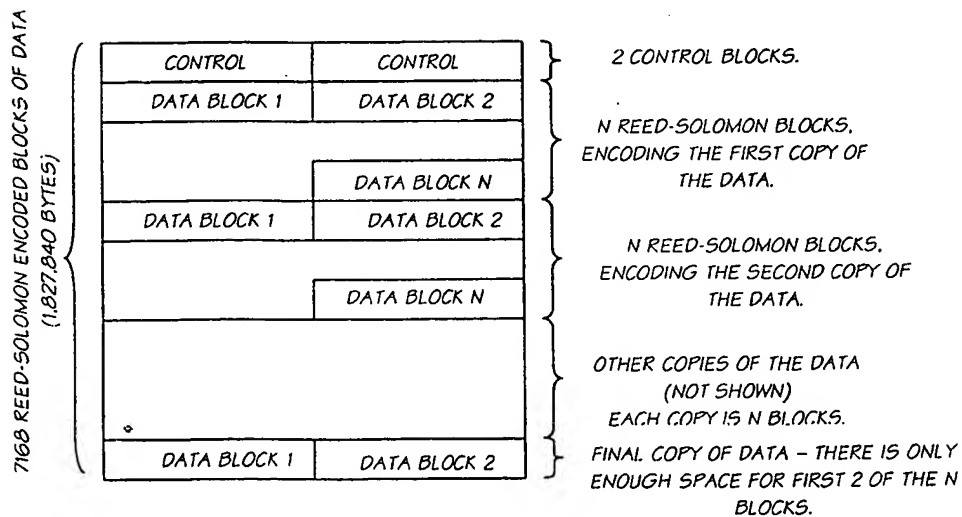 7168 REED-SOLOMON ENCODED BLOCKS OF DATA
(1.827.840 BYTES)
CONTROL CONTROL
2 CONTROL BLOCKS.
DATA BLOCK 1 DATA BLOCK 2
N REED-SOLOMON BLOCKS,
ENCODING THE FIRST COPY OF
THE DATA.
DATA BLOCK N
DATA BLOCK 1 DATA BLOCK 2
N REED-SOLOMON BLOCKS,
ENCODING THE SECOND COPY OF
THE DATA.
DATA BLOCK N
OTHER COPIES OF THE DATA
(NOT SHOWN)
EACH COPY IS N BLOCKS.
DATA BLOCK 1 DATA BLOCK 2
FINAL COPY OF DATA – THERE IS ONLY
ENOUGH SPACE FOR FIRST 2 OF THE N
BLOCKS.